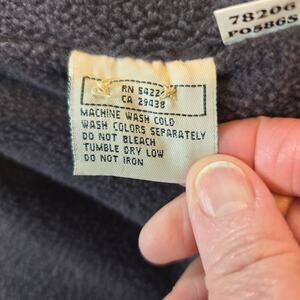 78206
PO586S
RN 54224
CA 29438
MACHINE WASH COLD
WASH COLORS SEPARATELY
DO NOT BLEACH
TUMBLE DRY LOW
DO NOT IRON